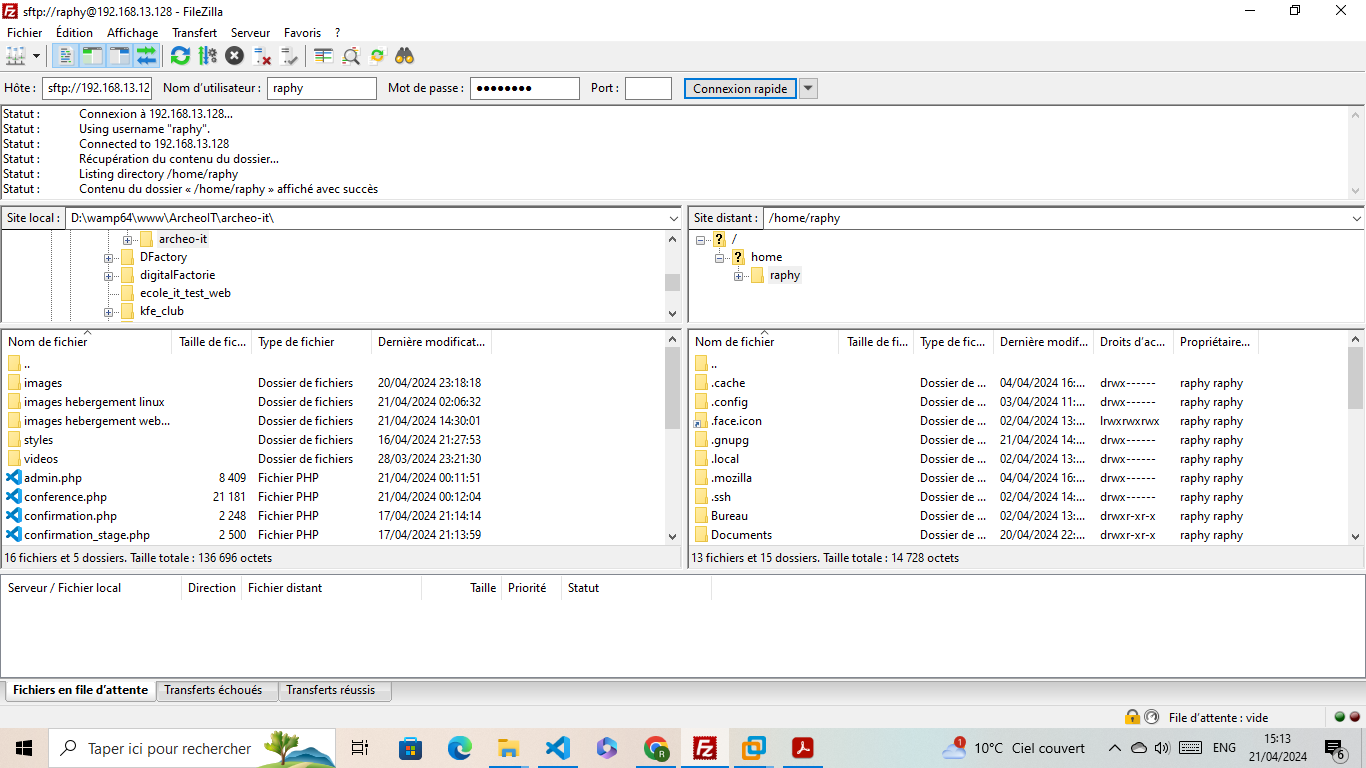 sftp://raphy@192.168.13.128 - FileZilla
Fichier Édition Affichage Transfert Serveur Favoris ?
Hôte : sftp://192.168.13.12 Nom d'utilisateur : raphy Mot de passe : ●●●●●●●● Port : Connexion rapide
Statut : Connexion à 192.168.13.128...
Statut : Using username "raphy".
Statut : Connected to 192.168.13.128
Statut : Récupération du contenu du dossier...
Statut : Listing directory /home/raphy
Statut : Contenu du dossier « /home/raphy » affiché avec succès
Site local : D:\wamp64\www\ArcheoIT\archeo-it\
archeo-it
DFactory
digitalFactorie
ecole_it_test_web
kfe_club
Site distant : /home/raphy
/
home
raphy
Nom de fichier Taille de fic... Type de fichier Dernière modificat...
..
images Dossier de fichiers 20/04/2024 23:18:18
images hebergement linux Dossier de fichiers 21/04/2024 02:06:32
images hebergement web... Dossier de fichiers 21/04/2024 14:30:01
styles Dossier de fichiers 16/04/2024 21:27:53
videos Dossier de fichiers 28/03/2024 23:21:30
admin.php 8 409 Fichier PHP 21/04/2024 00:11:51
conference.php 21 181 Fichier PHP 21/04/2024 00:12:04
confirmation.php 2 248 Fichier PHP 17/04/2024 21:14:14
confirmation_stage.php 2 500 Fichier PHP 17/04/2024 21:13:59
16 fichiers et 5 dossiers. Taille totale : 136 696 octets
Nom de fichier Taille de fi... Type de fic... Dernière modif... Droits d'ac... Propriétaire...
..
.cache Dossier de ... 04/04/2024 16:... drwx------ raphy raphy
.config Dossier de ... 03/04/2024 11:... drwx------ raphy raphy
.face.icon Dossier de ... 02/04/2024 13:... lrwxrwxrwx raphy raphy
.gnupg Dossier de ... 21/04/2024 14:... drwx------ raphy raphy
.local Dossier de ... 02/04/2024 13:... drwx------ raphy raphy
.mozilla Dossier de ... 04/04/2024 16:... drwx------ raphy raphy
.ssh Dossier de ... 02/04/2024 14:... drwx------ raphy raphy
Bureau Dossier de ... 02/04/2024 13:... drwxr-xr-x raphy raphy
Documents Dossier de ... 20/04/2024 22:... drwxr-xr-x raphy raphy
13 fichiers et 15 dossiers. Taille totale : 14 728 octets
Serveur / Fichier local Direction Fichier distant Taille Priorité Statut
Fichiers en file d'attente Transferts échoués Transferts réussis
File d'attente : vide
Taper ici pour rechercher
R
1
10°C Ciel couvert
ENG
15:13
21/04/2024
6